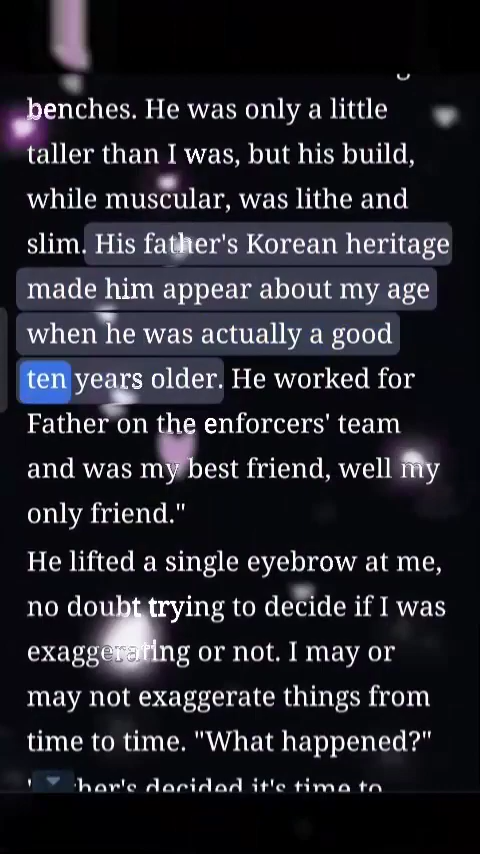 benches. He was only a little
taller than I was, but his build,
while muscular, was lithe and
slim. His father's Korean heritage
made him appear about my age
when he was actually a good
ten years older. He worked for
Father on the enforcers' team
and was my best friend, well my
only friend."
He lifted a single eyebrow at me,
no doubt trying to decide if I was
exaggerating or not. I may or
may not exaggerate things from
time to time. "What happened?"
decided it's time to